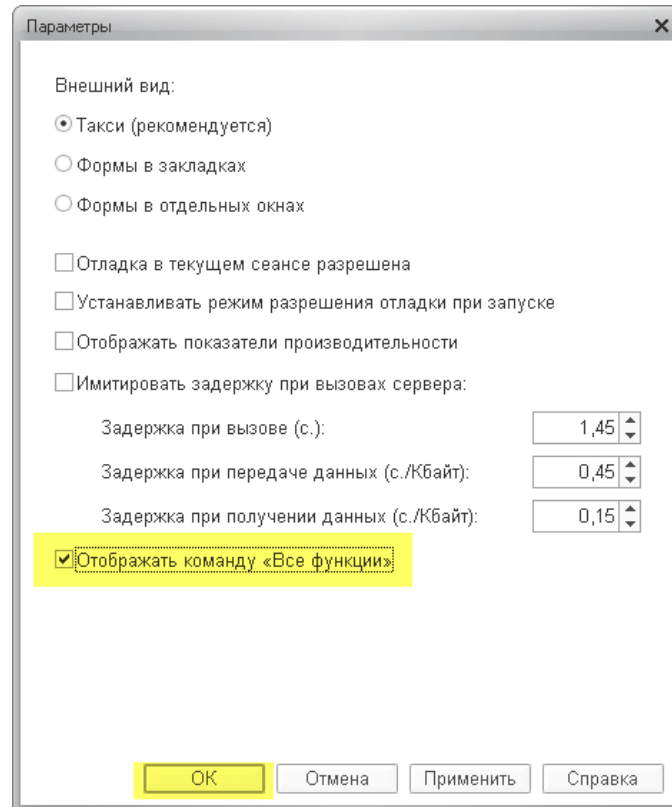 Параметры
Внешний вид:
Такси (рекомендуется)
Формы в закладках
Формы в отдельных окнах
Отладка в текущем сеансе разрешена
Устанавливать режим разрешения отладки при запуске
Отображать показатели производительности
Имитировать задержку при вызовах сервера:
Задержка при вызове (с.): 1,45
Задержка при передаче данных (с./Кбайт): 0,45
Задержка при получении данных (с./Кбайт): 0,15
Отображать команду «Все функции»
ОК Отмена Применить Справка